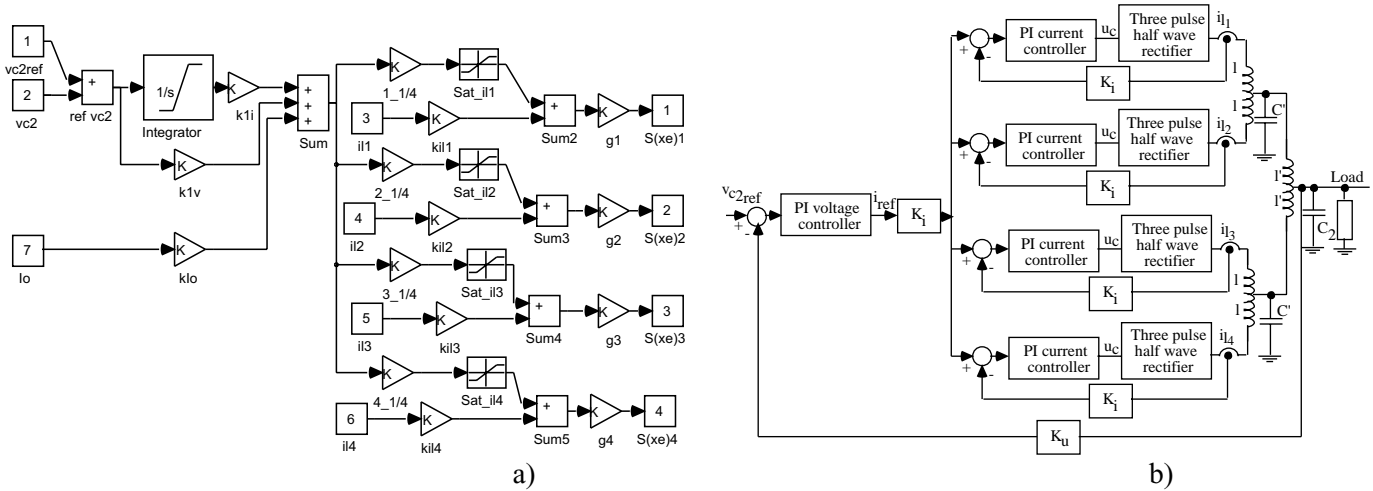 1
vc2ref
2
vc2
+
ref vc2
1/s
Integrator
K
k1i
+
+
+
Sum
K
k1v
7
Io
K
kIo
K
1_1/4
Sat_il1
3
il1
K
kil1
+
Sum2
K
g1
1
S(xe)1
K
2_1/4
Sat_il2
4
il2
K
kil2
+
Sum3
K
g2
2
S(xe)2
K
3_1/4
Sat_il3
5
il3
K
kil3
+
Sum4
K
g3
3
S(xe)3
K
4_1/4
Sat_il4
6
il4
K
kil4
+
Sum5
K
g4
4
S(xe)4
a)
vc2ref
+
-
PI voltage
controller
iref
Ki
+
-
PI current
controller
uc
Three pulse
half wave
rectifier
il1
Ki
+
-
PI current
controller
uc
Three pulse
half wave
rectifier
il2
Ki
l
l
C'
+
-
PI current
controller
uc
Three pulse
half wave
rectifier
il3
Ki
+
-
PI current
controller
uc
Three pulse
half wave
rectifier
il4
Ki
l
l
C'
l'
l'
Load
C2
Ku
b)